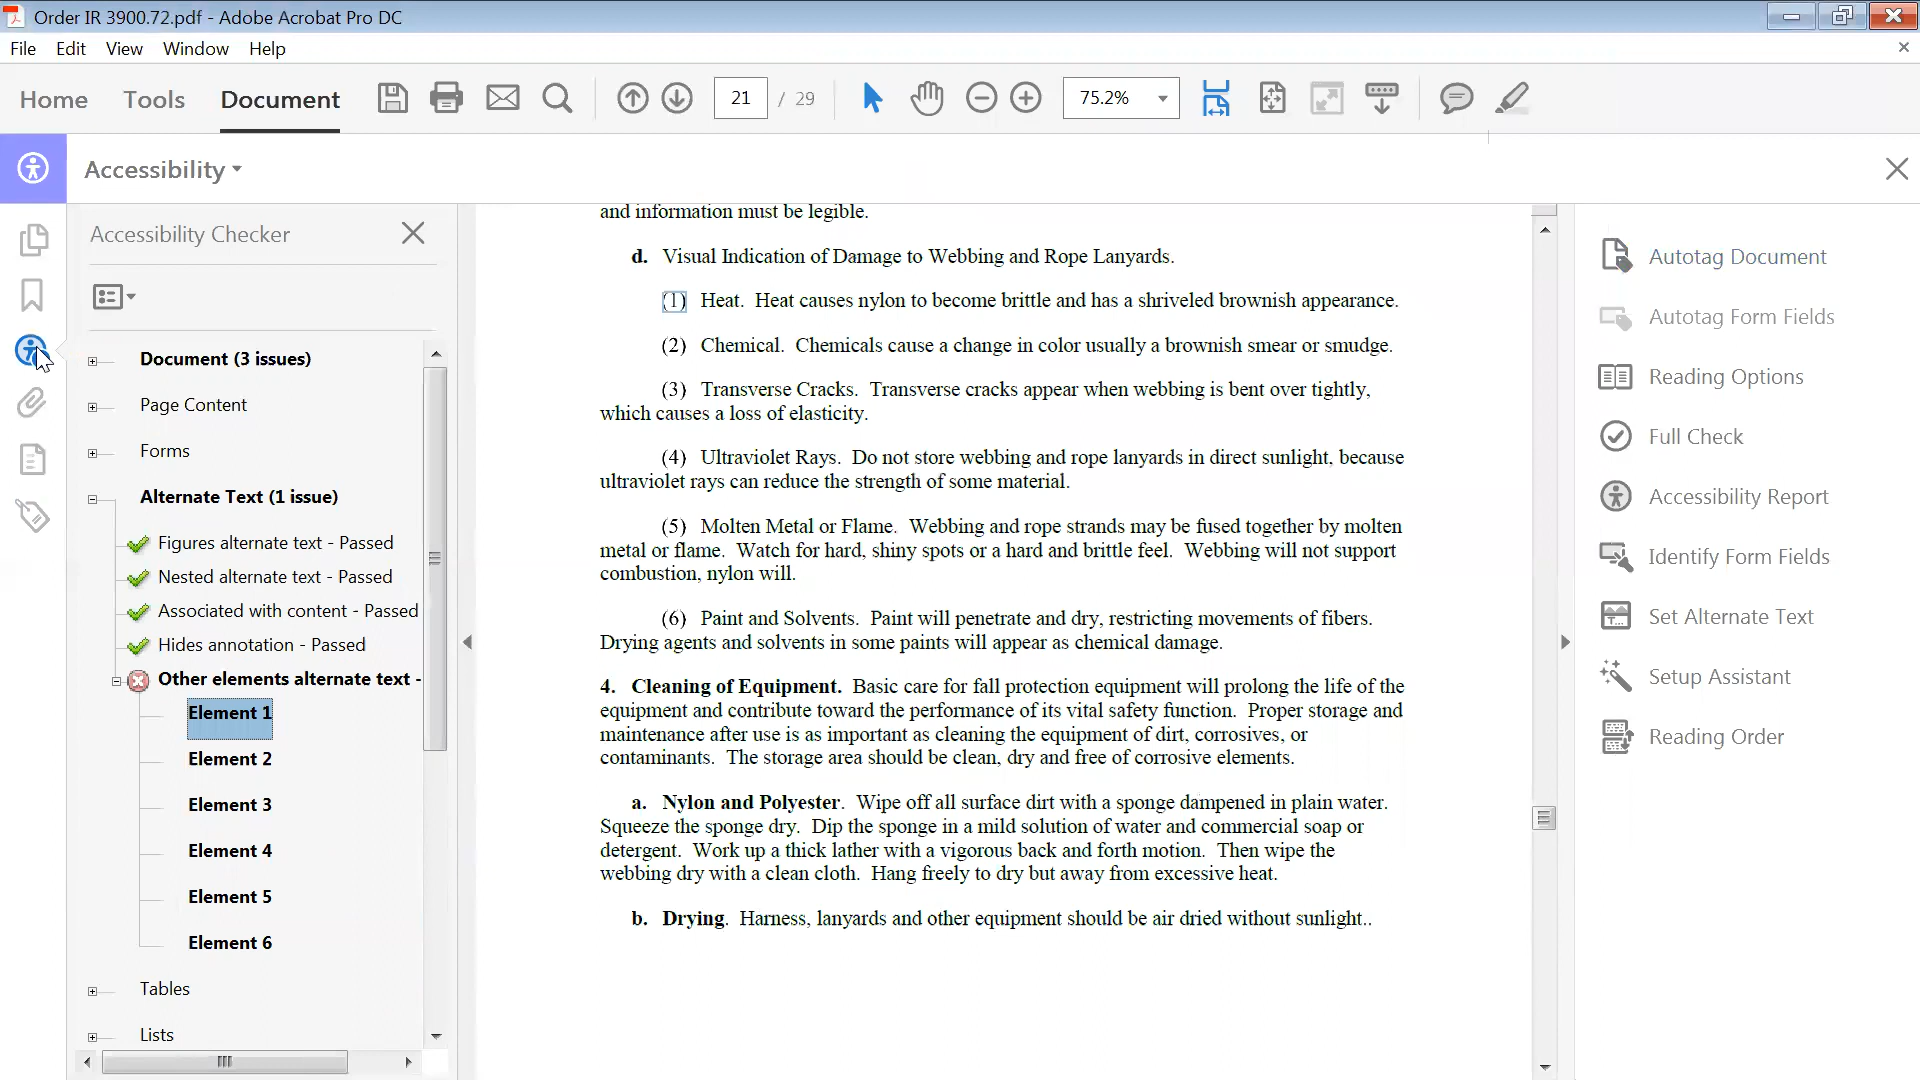 Order IR 3900.72.pdf - Adobe Acrobat Pro DC
File Edit View Window Help
Home Tools Document 21 / 29 75.2%
Accessibility
Accessibility Checker
Document (3 issues)
Page Content
Forms
Alternate Text (1 issue)
Figures alternate text - Passed
Nested alternate text - Passed
Associated with content - Passed
Hides annotation - Passed
Other elements alternate text -
Element 1
Element 2
Element 3
Element 4
Element 5
Element 6
Tables
Lists
and information must be legible.
d. Visual Indication of Damage to Webbing and Rope Lanyards.
(1) Heat. Heat causes nylon to become brittle and has a shriveled brownish appearance.
(2) Chemical. Chemicals cause a change in color usually a brownish smear or smudge.
(3) Transverse Cracks. Transverse cracks appear when webbing is bent over tightly,
which causes a loss of elasticity.
(4) Ultraviolet Rays. Do not store webbing and rope lanyards in direct sunlight, because
ultraviolet rays can reduce the strength of some material.
(5) Molten Metal or Flame. Webbing and rope strands may be fused together by molten
metal or flame. Watch for hard, shiny spots or a hard and brittle feel. Webbing will not support
combustion, nylon will.
(6) Paint and Solvents. Paint will penetrate and dry, restricting movements of fibers.
Drying agents and solvents in some paints will appear as chemical damage.
4. Cleaning of Equipment. Basic care for fall protection equipment will prolong the life of the
equipment and contribute toward the performance of its vital safety function. Proper storage and
maintenance after use is as important as cleaning the equipment of dirt, corrosives, or
contaminants. The storage area should be clean, dry and free of corrosive elements.
a. Nylon and Polyester. Wipe off all surface dirt with a sponge dampened in plain water.
Squeeze the sponge dry. Dip the sponge in a mild solution of water and commercial soap or
detergent. Work up a thick lather with a vigorous back and forth motion. Then wipe the
webbing dry with a clean cloth. Hang freely to dry but away from excessive heat.
b. Drying. Harness, lanyards and other equipment should be air dried without sunlight..
Autotag Document
Autotag Form Fields
Reading Options
Full Check
Accessibility Report
Identify Form Fields
Set Alternate Text
Setup Assistant
Reading Order